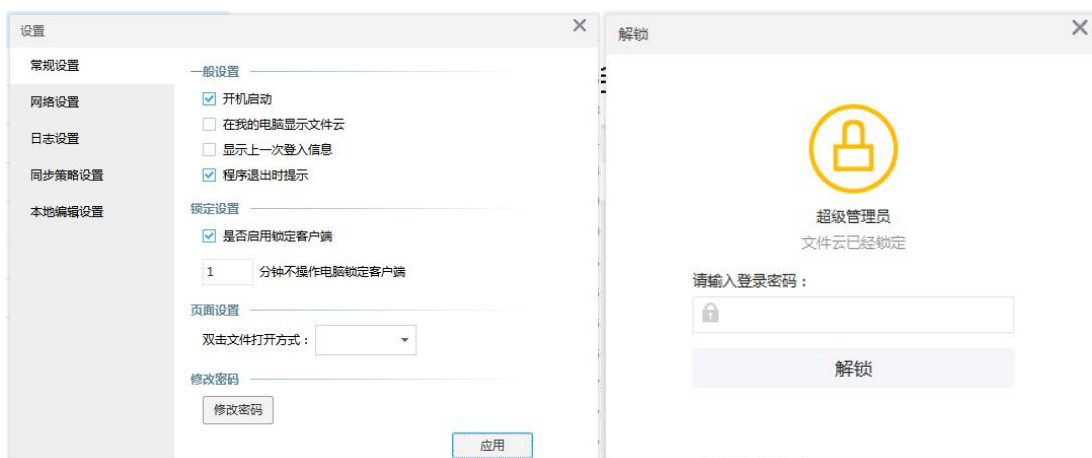 设置
常规设置
网络设置
日志设置
同步策略设置
本地编辑设置
一般设置
开机启动
在我的电脑显示文件云
显示上一次登入信息
程序退出时提示
锁定设置
是否启用锁定客户端
1 分钟不操作电脑锁定客户端
页面设置
双击文件打开方式：
修改密码
修改密码
应用
解锁
超级管理员
文件云已经锁定
请输入登录密码：
解锁